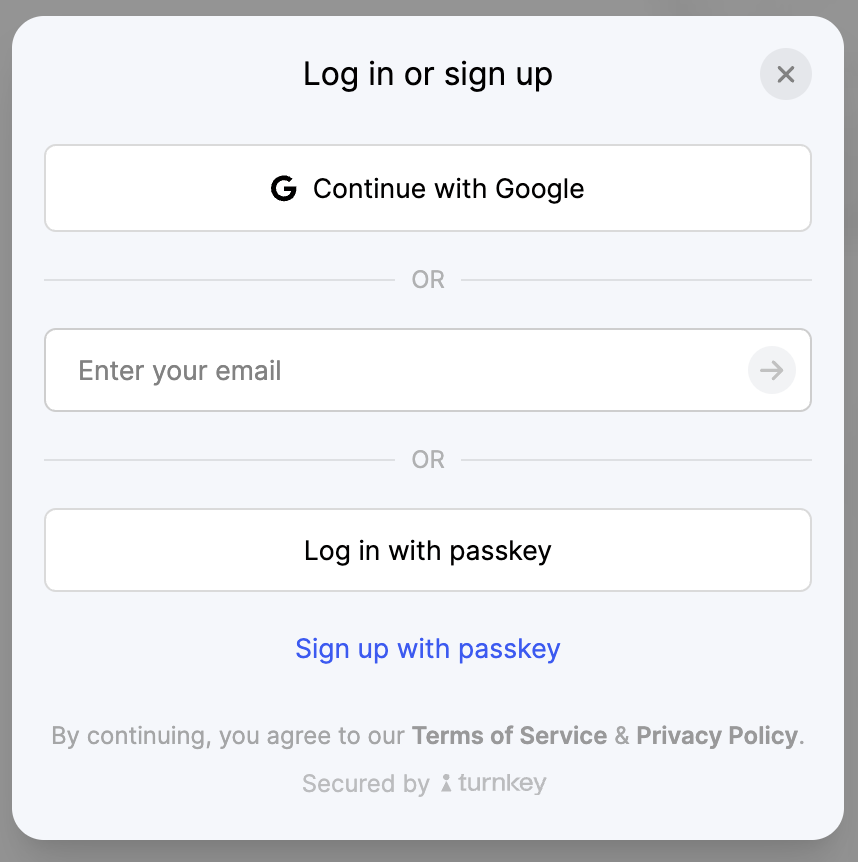 Log in or sign up
Continue with Google
OR
Enter your email
OR
Log in with passkey
Sign up with passkey
By continuing, you agree to our Terms of Service & Privacy Policy.
Secured by turnkey